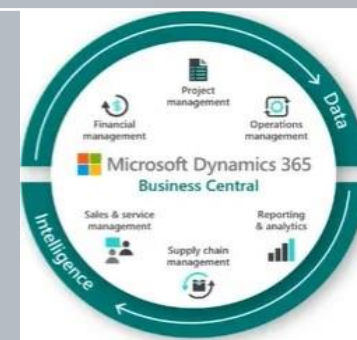 Project
management
Financial
management
Operations
management
Data
Microsoft Dynamics 365
Business Central
Sales & service
management
Reporting
& analytics
Supply chain
management
Intelligence